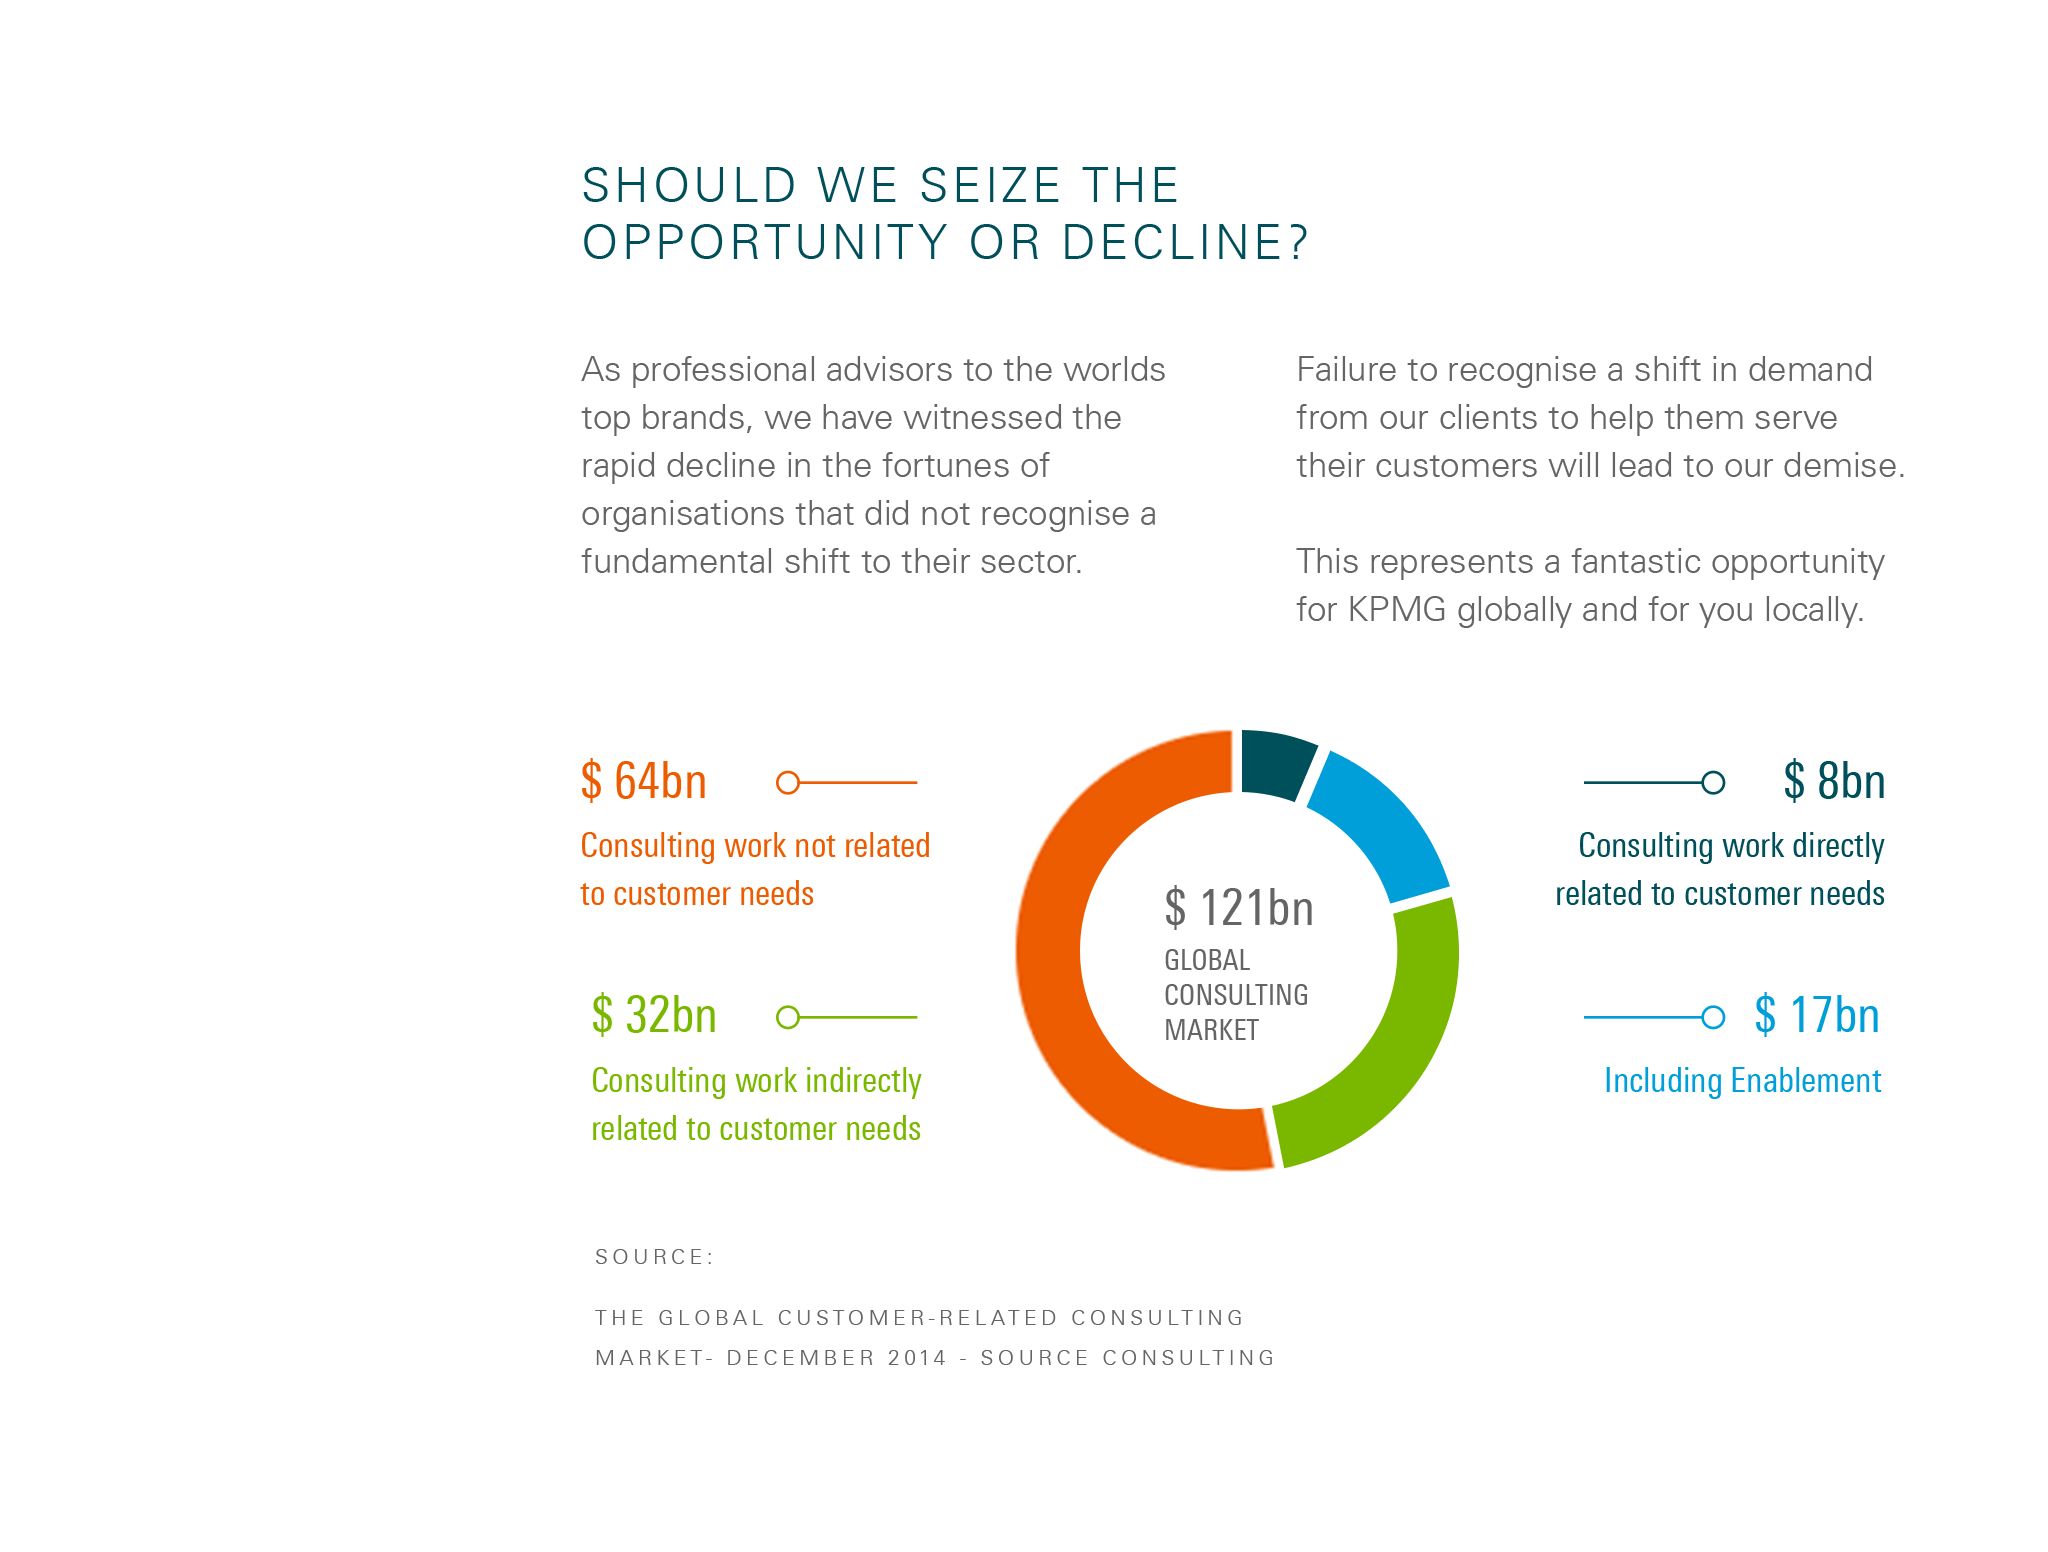 SHOULD WE SEIZE THE
OPPORTUNITY OR DECLINE?
As professional advisors to the worlds
top brands, we have witnessed the
rapid decline in the fortunes of
organisations that did not recognise a
fundamental shift to their sector.
Failure to recognise a shift in demand
from our clients to help them serve
their customers will lead to our demise.
This represents a fantastic opportunity
for KPMG globally and for you locally.
$ 64bn
Consulting work not related
to customer needs
$ 32bn
Consulting work indirectly
related to customer needs
$ 121bn
GLOBAL
CONSULTING
MARKET
$ 8bn
Consulting work directly
related to customer needs
$ 17bn
Including Enablement
SOURCE:
THE GLOBAL CUSTOMER-RELATED CONSULTING
MARKET- DECEMBER 2014 - SOURCE CONSULTING